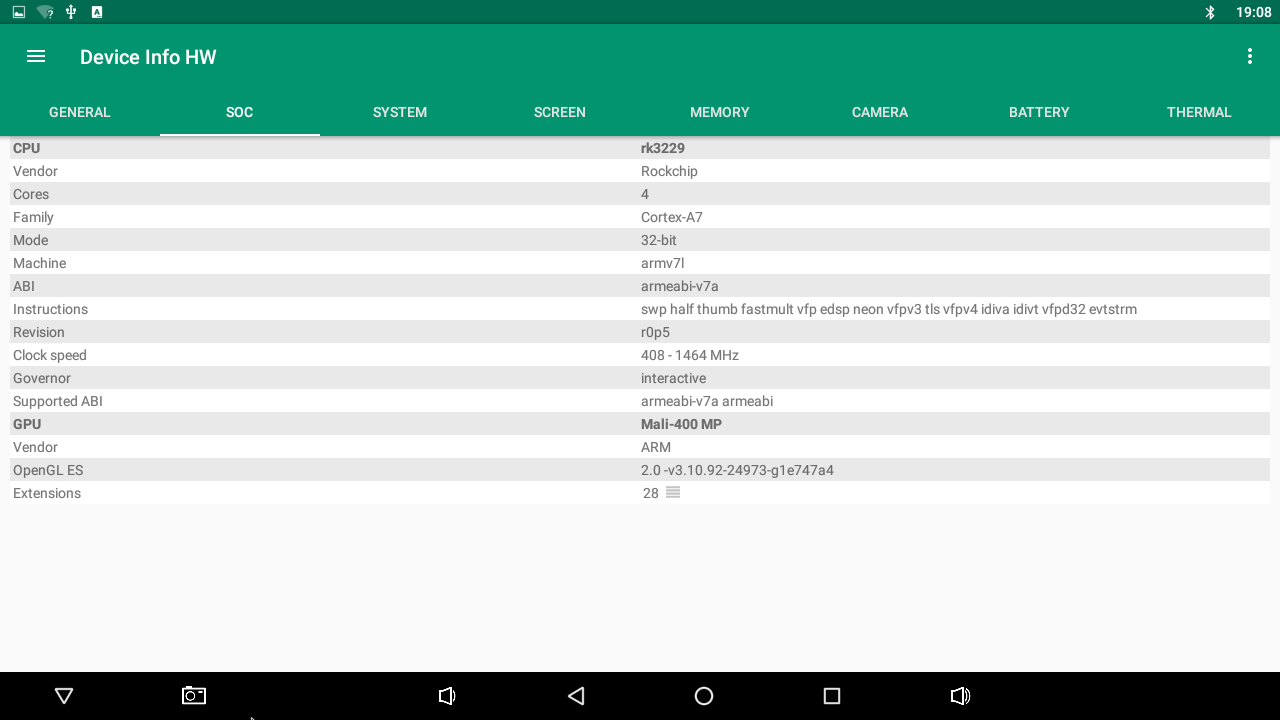 19:08
Device Info HW
GENERAL SOC SYSTEM SCREEN MEMORY CAMERA BATTERY THERMAL
CPU rk3229
Vendor Rockchip
Cores 4
Family Cortex-A7
Mode 32-bit
Machine armv7l
ABI armeabi-v7a
Instructions swp half thumb fastmult vfp edsp neon vfpv3 tls vfpv4 idiva idivt vfpd32 evtstrm
Revision r0p5
Clock speed 408 - 1464 MHz
Governor interactive
Supported ABI armeabi-v7a armeabi
GPU Mali-400 MP
Vendor ARM
OpenGL ES 2.0 -v3.10.92-24973-g1e747a4
Extensions 28